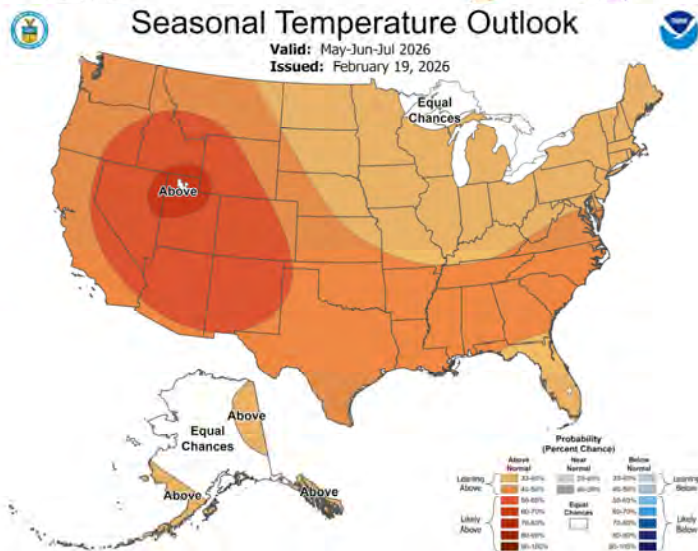 Seasonal Temperature Outlook
Valid: May-Jun-Jul 2026
Issued: February 19, 2026
Equal
Chances
Above
Above
Equal
Chances
Above
Above
Probability
(Percent Chance)
Above
Normal
Near
Normal
Below
Normal
Leaning
Above
33-40%
40-50%
Likely
Above
50-60%
60-70%
70-80%
80-90%
90-100%
33-40%
40-50%
Equal
Chances
33-40%
40-50%
Leaning
Below
50-60%
60-70%
70-80%
80-90%
90-100%
Likely
Below